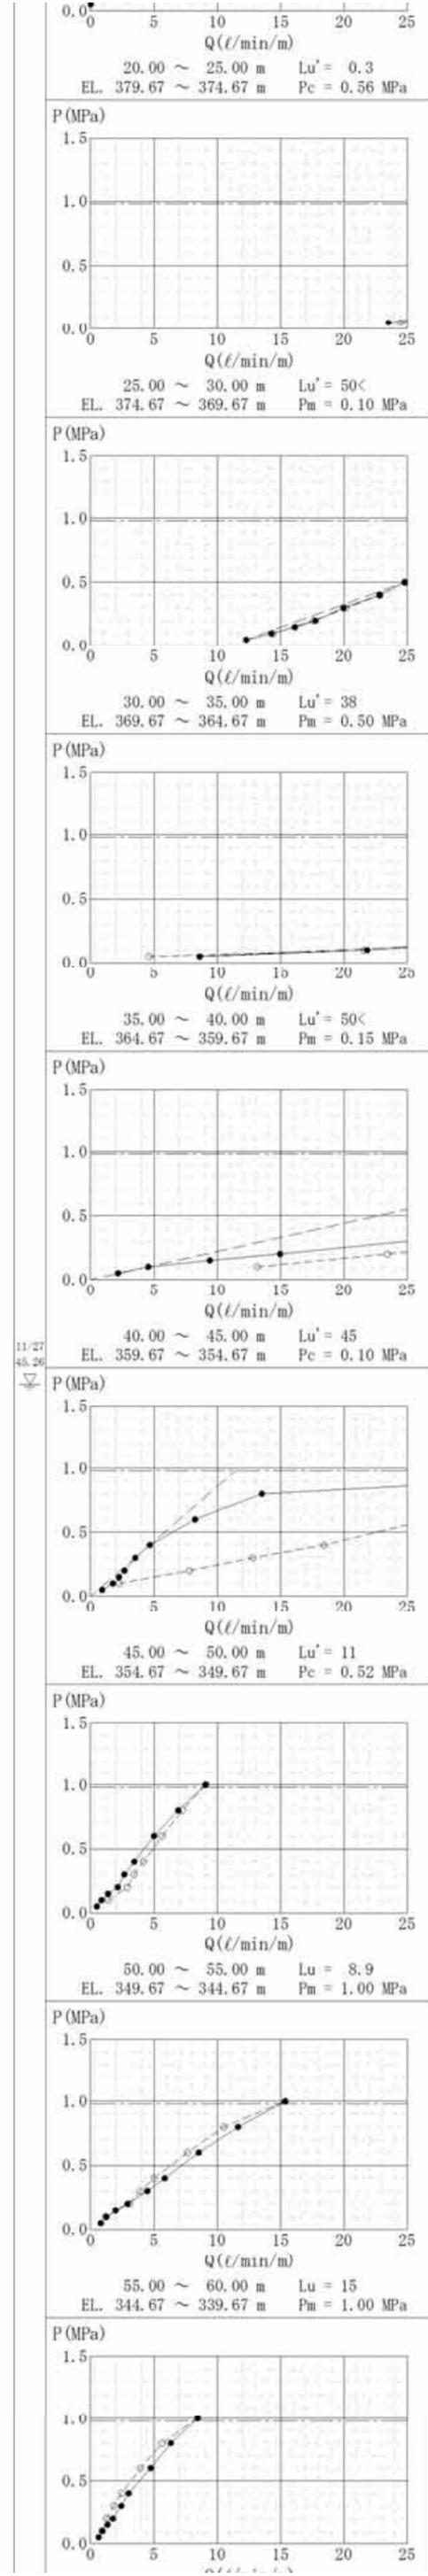 0.0
0 5 10 15 20 25
Q(ℓ/min/m)
20.00 ~ 25.00 m Lu'= 0.3
EL. 379.67 ~ 374.67 m Pc = 0.56 MPa
P(MPa)
1.5
1.0
0.5
0.0
0 5 10 15 20 25
Q(ℓ/min/m)
25.00 ~ 30.00 m Lu'= 50<
EL. 374.67 ~ 369.67 m Pm = 0.10 MPa
P(MPa)
1.5
1.0
0.5
0.0
0 5 10 15 20 25
Q(ℓ/min/m)
30.00 ~ 35.00 m Lu'= 38
EL. 369.67 ~ 364.67 m Pm = 0.50 MPa
P(MPa)
1.5
1.0
0.5
0.0
0 5 10 15 20 25
Q(ℓ/min/m)
35.00 ~ 40.00 m Lu'= 50<
EL. 364.67 ~ 359.67 m Pm = 0.15 MPa
P(MPa)
1.5
1.0
0.5
0.0
0 5 10 15 20 25
Q(ℓ/min/m)
40.00 ~ 45.00 m Lu'= 45
EL. 359.67 ~ 354.67 m Pc = 0.10 MPa
11/27
45.26
P(MPa)
1.5
1.0
0.5
0.0
0 5 10 15 20 25
Q(ℓ/min/m)
45.00 ~ 50.00 m Lu'= 11
EL. 354.67 ~ 349.67 m Pc = 0.52 MPa
P(MPa)
1.5
1.0
0.5
0.0
0 5 10 15 20 25
Q(ℓ/min/m)
50.00 ~ 55.00 m Lu = 8.9
EL. 349.67 ~ 344.67 m Pm = 1.00 MPa
P(MPa)
1.5
1.0
0.5
0.0
0 5 10 15 20 25
Q(ℓ/min/m)
55.00 ~ 60.00 m Lu = 15
EL. 344.67 ~ 339.67 m Pm = 1.00 MPa
P(MPa)
1.5
1.0
0.5
0.0
0 5 10 15 20 25